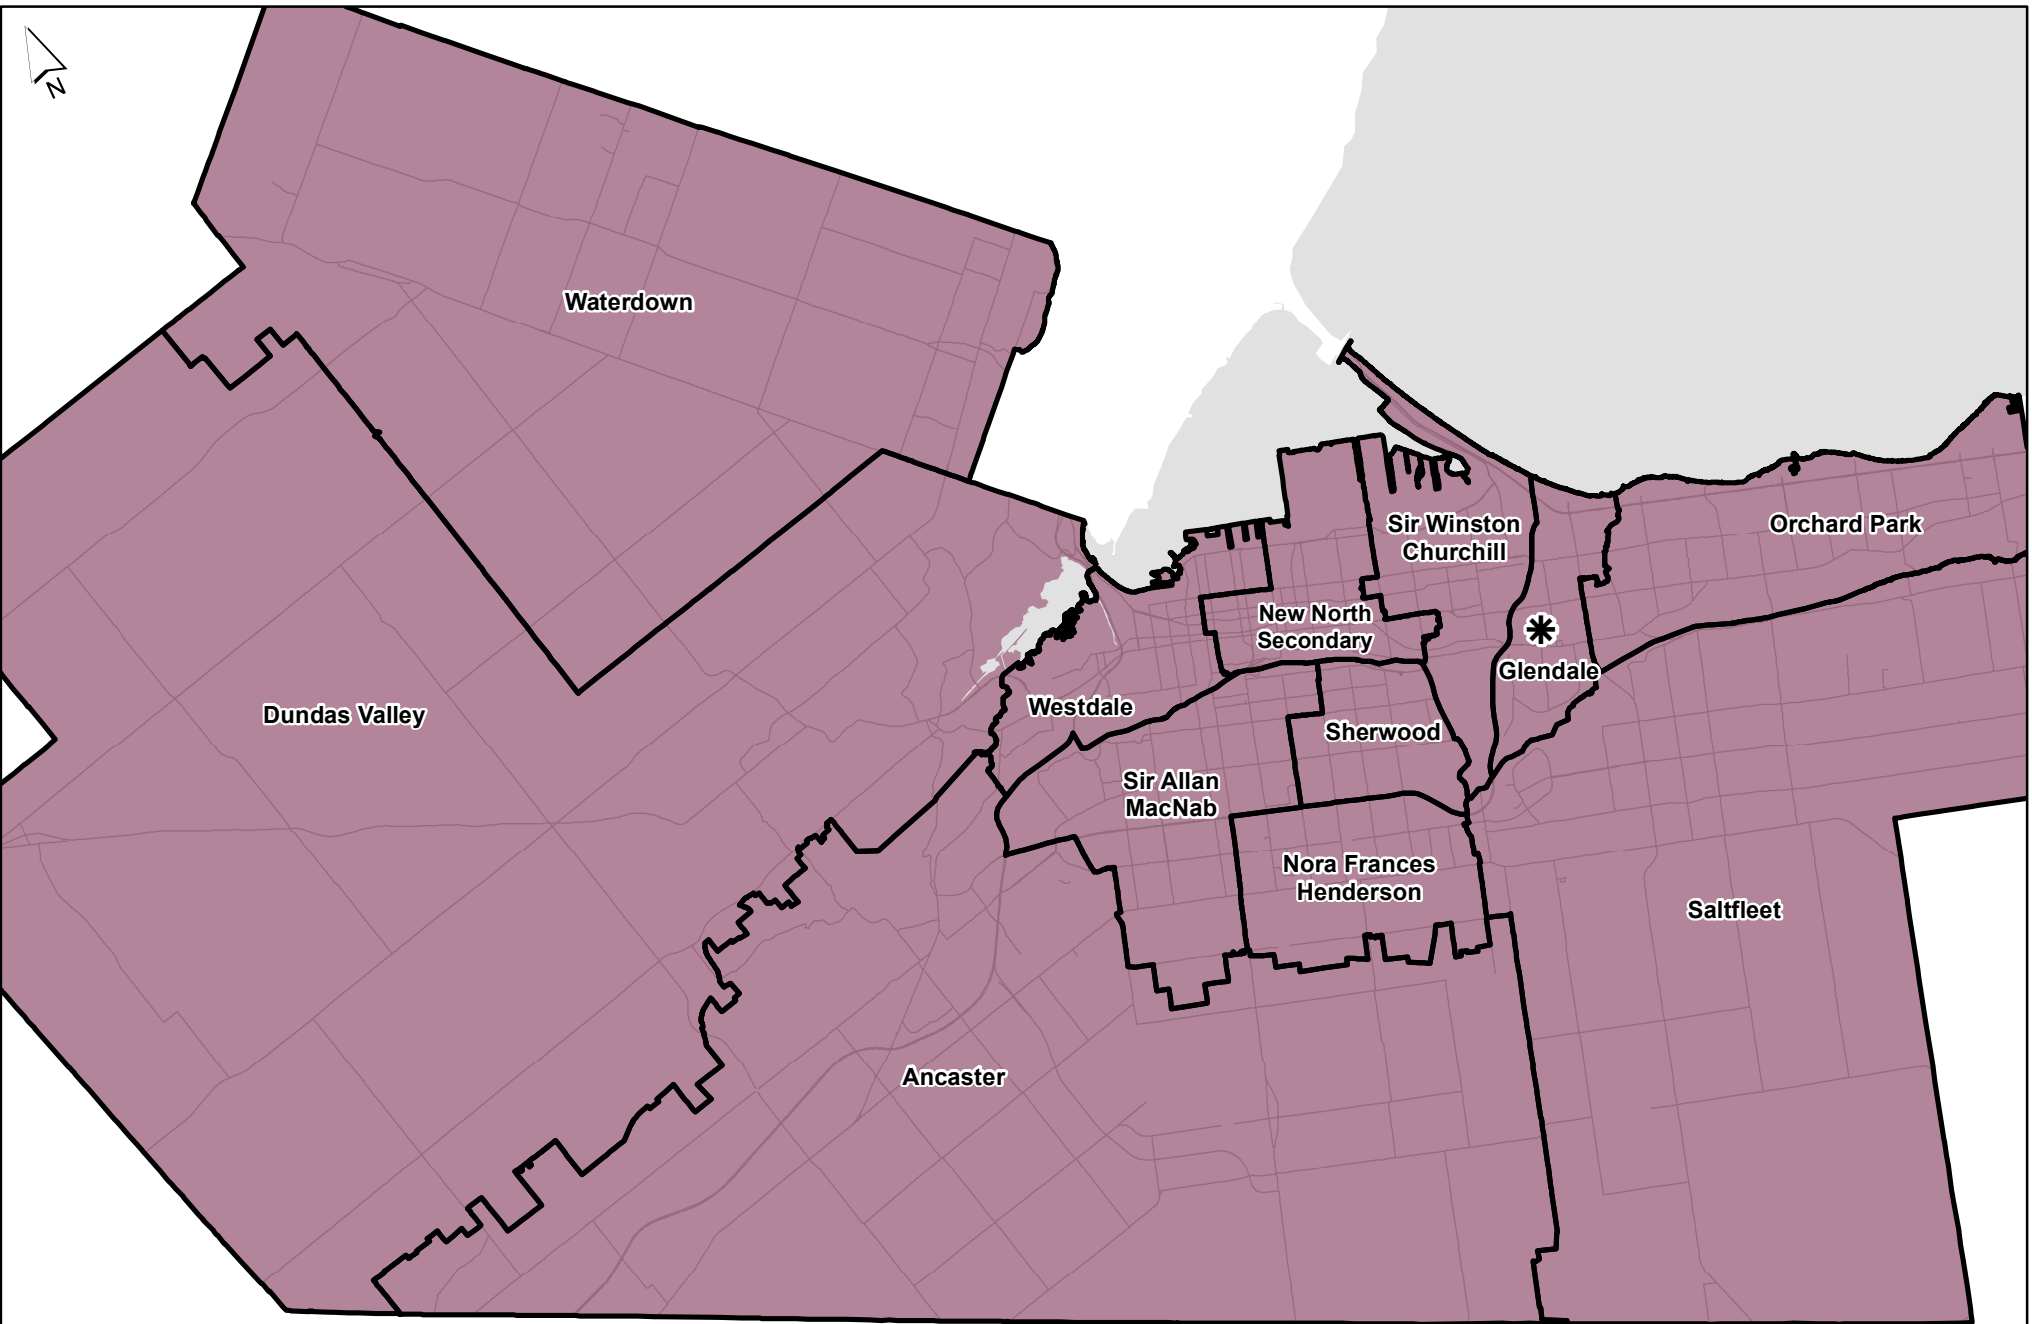 N
Waterdown
Sir Winston
Churchill
Orchard Park
New North
Secondary
Glendale
Dundas Valley
Westdale
Sherwood
Sir Allan
MacNab
Nora Frances
Henderson
Saltfleet
Ancaster